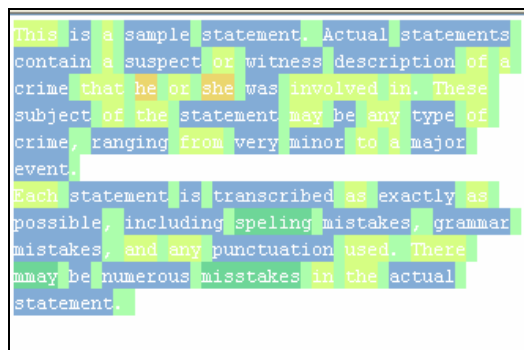 This is a sample statement. Actual statements
contain a suspect or witness description of a
crime that he or she was involved in. These
subject of the statement may be any type of
crime, ranging from very minor to a major
event.
Each statement is transcribed as exactly as
possible, including speling mistakes, grammar
mistakes, and any punctuation used. There
mmay be numerous misstakes in the actual
statement.